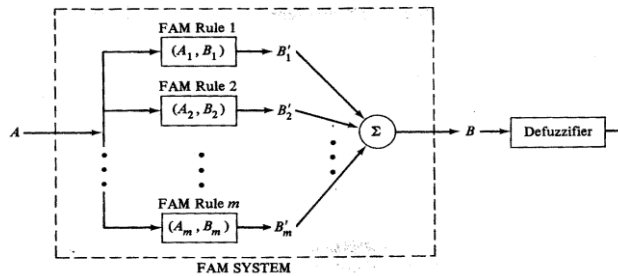 FAM Rule 1
(A₁, B₁)
B′₁
FAM Rule 2
(A₂, B₂)
B′₂
A
Σ
B
Defuzzifier
FAM Rule m
(Aₘ, Bₘ)
B′ₘ
FAM SYSTEM